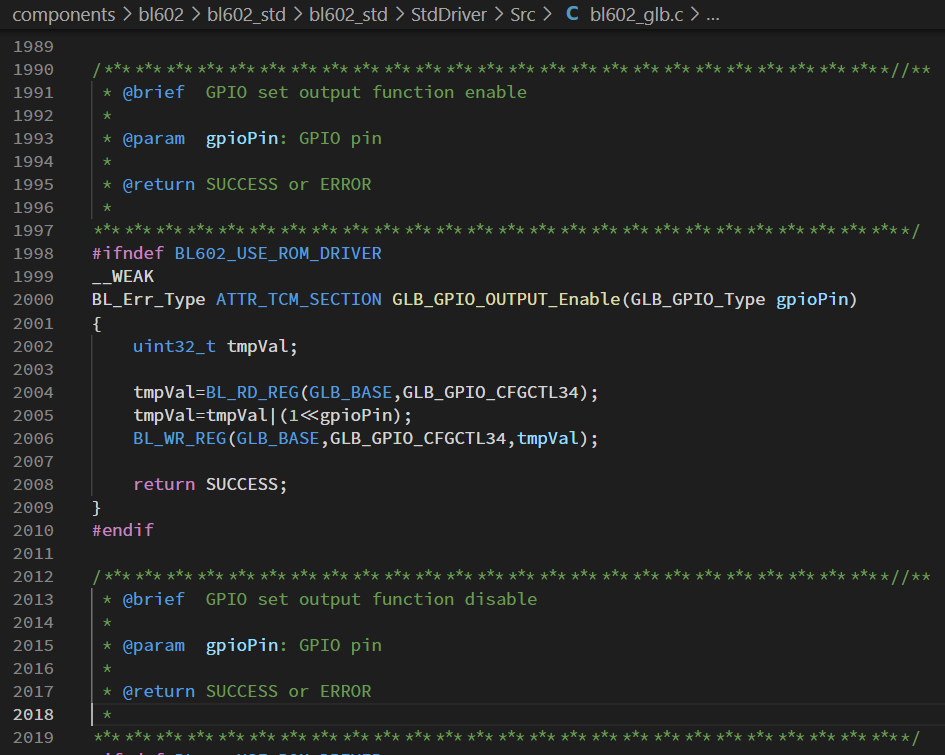 components > bl602 > bl602_std > bl602_std > StdDriver > Src > C bl602_glb.c > ...
1989
1990 /****************************************************************************//**
1991  * @brief  GPIO set output function enable
1992  *
1993  * @param  gpioPin: GPIO pin
1994  *
1995  * @return SUCCESS or ERROR
1996  *
1997 *******************************************************************************/
1998 #ifndef BL602_USE_ROM_DRIVER
1999 __WEAK
2000 BL_Err_Type ATTR_TCM_SECTION GLB_GPIO_OUTPUT_Enable(GLB_GPIO_Type gpioPin)
2001 {
2002     uint32_t tmpVal;
2003
2004     tmpVal=BL_RD_REG(GLB_BASE,GLB_GPIO_CFGCTL34);
2005     tmpVal=tmpVal|(1<<gpioPin);
2006     BL_WR_REG(GLB_BASE,GLB_GPIO_CFGCTL34,tmpVal);
2007
2008     return SUCCESS;
2009 }
2010 #endif
2011
2012 /****************************************************************************//**
2013  * @brief  GPIO set output function disable
2014  *
2015  * @param  gpioPin: GPIO pin
2016  *
2017  * @return SUCCESS or ERROR
2018  *
2019 *******************************************************************************/